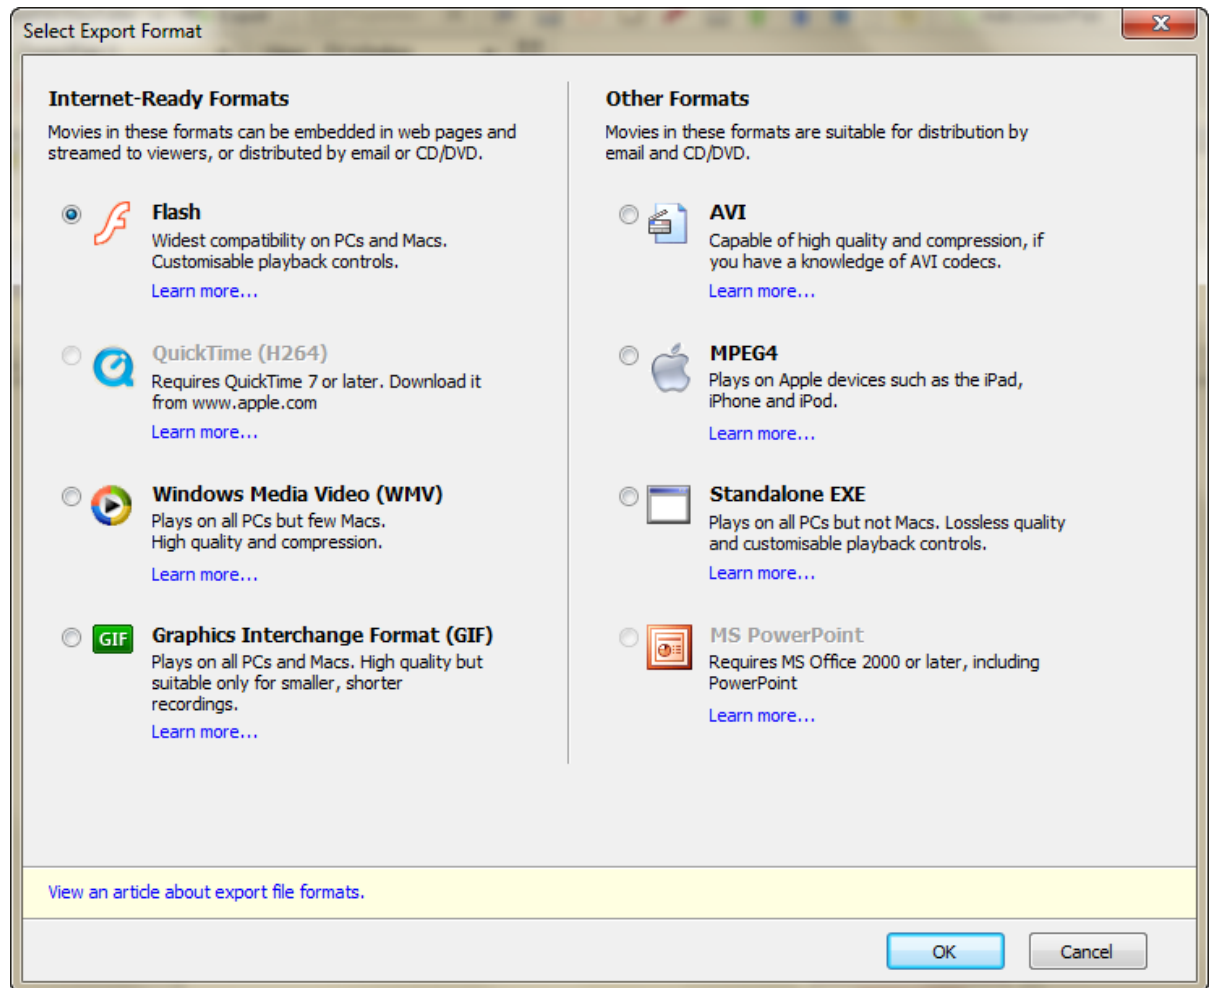 Select Export Format
Internet-Ready Formats
Movies in these formats can be embedded in web pages and
streamed to viewers, or distributed by email or CD/DVD.
Flash
Widest compatibility on PCs and Macs.
Customisable playback controls.
Learn more...
QuickTime (H264)
Requires QuickTime 7 or later. Download it
from www.apple.com
Learn more...
Windows Media Video (WMV)
Plays on all PCs but few Macs.
High quality and compression.
Learn more...
GIF
Graphics Interchange Format (GIF)
Plays on all PCs and Macs. High quality but
suitable only for smaller, shorter
recordings.
Learn more...
Other Formats
Movies in these formats are suitable for distribution by
email and CD/DVD.
AVI
Capable of high quality and compression, if
you have a knowledge of AVI codecs.
Learn more...
MPEG4
Plays on Apple devices such as the iPad,
iPhone and iPod.
Learn more...
Standalone EXE
Plays on all PCs but not Macs. Lossless quality
and customisable playback controls.
Learn more...
MS PowerPoint
Requires MS Office 2000 or later, including
PowerPoint
Learn more...
View an article about export file formats.
OK
Cancel